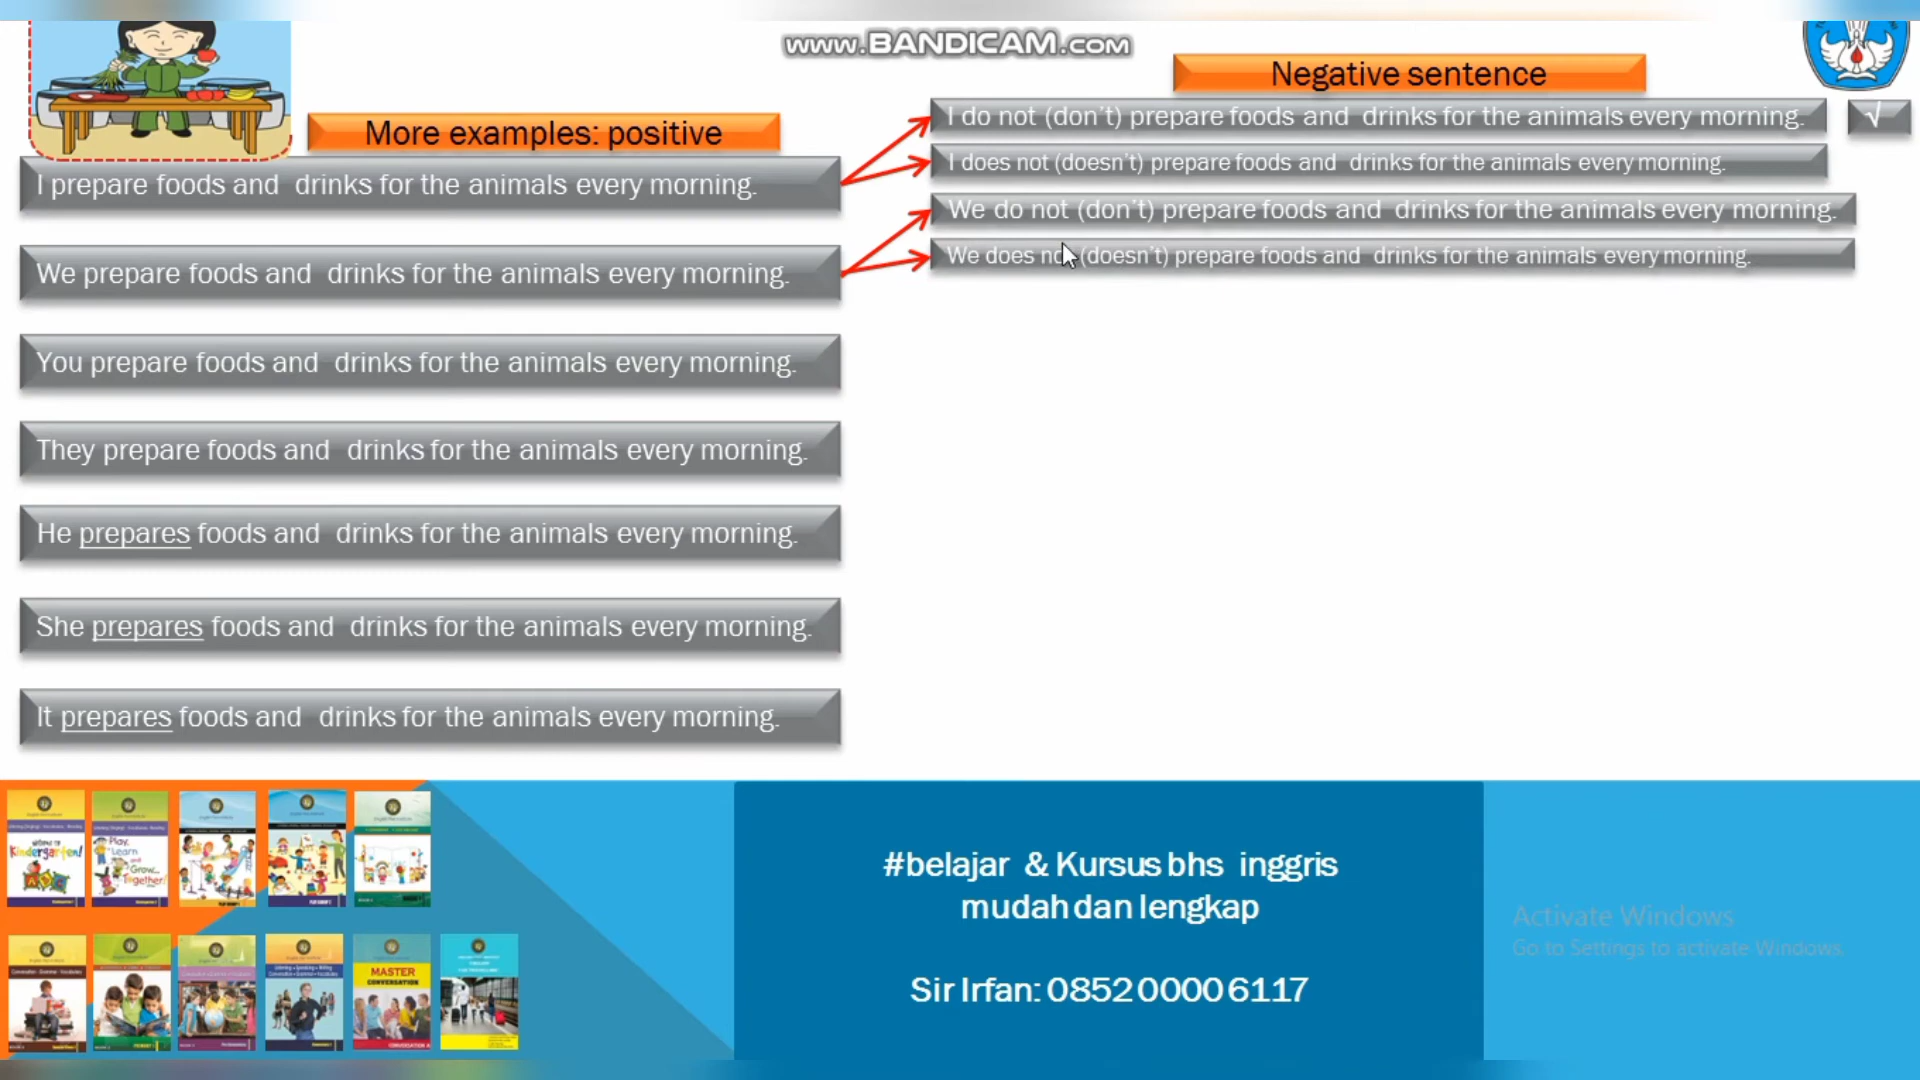 www.BANDICAM.com
Negative sentence
More examples: positive
I do not (don't) prepare foods and drinks for the animals every morning.
√
I does not (doesn't) prepare foods and drinks for the animals every morning.
We do not (don't) prepare foods and drinks for the animals every morning.
We does not (doesn't) prepare foods and drinks for the animals every morning.
I prepare foods and drinks for the animals every morning.
We prepare foods and drinks for the animals every morning.
You prepare foods and drinks for the animals every morning.
They prepare foods and drinks for the animals every morning.
He prepares foods and drinks for the animals every morning.
She prepares foods and drinks for the animals every morning.
It prepares foods and drinks for the animals every morning.
Kindergarten!
Play,
Learn
and
Grow...
Together!
MASTER
CONVERSATION
#belajar & Kursus bhs inggris
mudah dan lengkap
Sir Irfan: 0852 0000 6117
Activate Windows
Go to Settings to activate Windows.